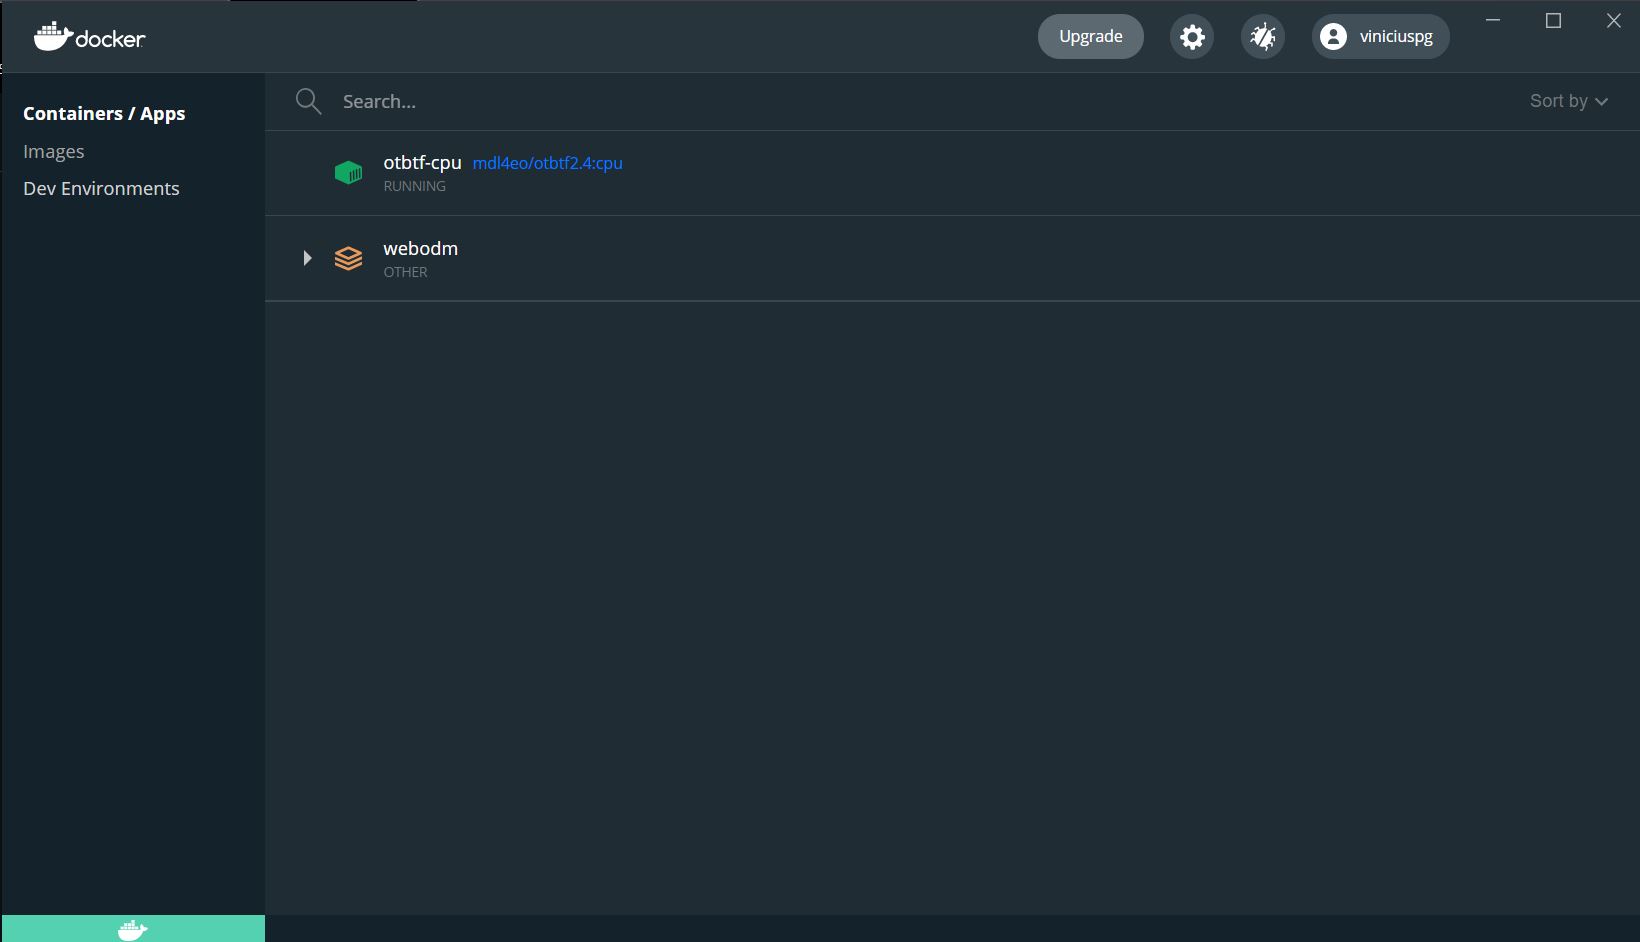 docker
Upgrade
viniciuspg
Containers / Apps
Images
Dev Environments
Search...
Sort by
otbtf-cpu mdl4eo/otbtf2.4:cpu
RUNNING
webodm
OTHER